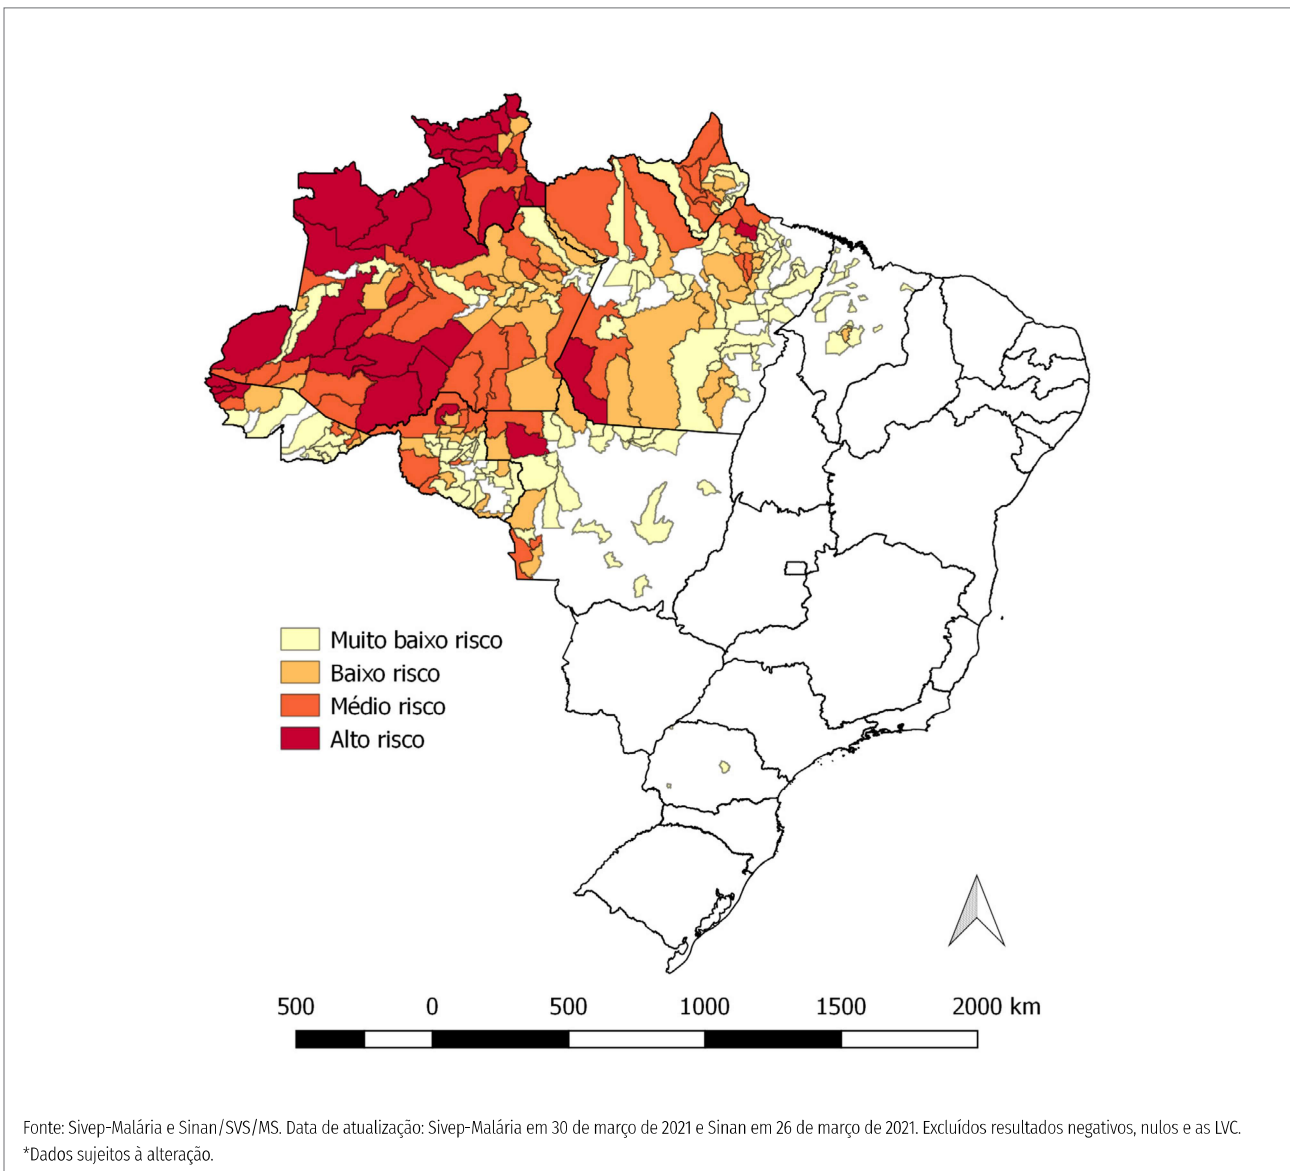 Muito baixo risco
Baixo risco
Médio risco
Alto risco
500 0 500 1000 1500 2000 km
Fonte: Sivep-Malária e Sinan/SVS/MS. Data de atualização: Sivep-Malária em 30 de março de 2021 e Sinan em 26 de março de 2021. Excluídos resultados negativos, nulos e as LVC.
*Dados sujeitos à alteração.